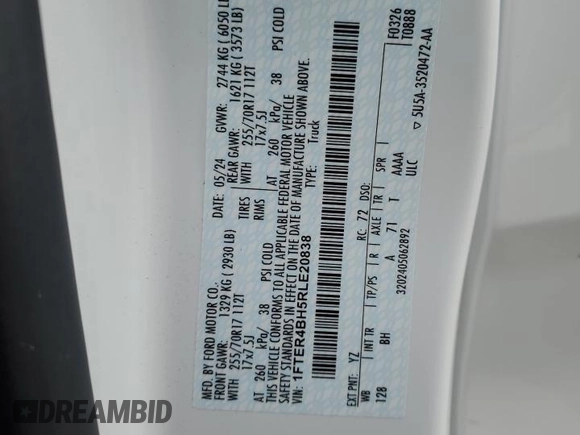 MFD. BY FORD MOTOR CO.
DATE: 05/24 GVWR: 2744 KG ( 6050 LB
FRONT GAWR: 1329 KG ( 2930 LB) REAR GAWR: 1621 KG ( 3573 LB)
WITH 255/70R17 112T TIRES WITH 255/70R17 112T
17x7.5J RIMS 17x7.5J
AT 260 kPa/ 38 PSI COLD AT 260 kPa/ 38 PSI COLD
THIS VEHICLE CONFORMS TO ALL APPLICABLE FEDERAL MOTOR VEHICLE
SAFETY STANDARDS IN EFFECT ON THE DATE OF MANUFACTURE SHOWN ABOVE.
VIN: 1FTER4BH5RLE20838 TYPE: Truck
F0326
T0888
EXT PNT: YZ RC: 72 DSO:
WB INT TR TP/PS R AXLE TR SPR
128 BH A 71 T AAAA
ULC
3202405062892
▽ 5U5A-3520472-AA
DREAMBID